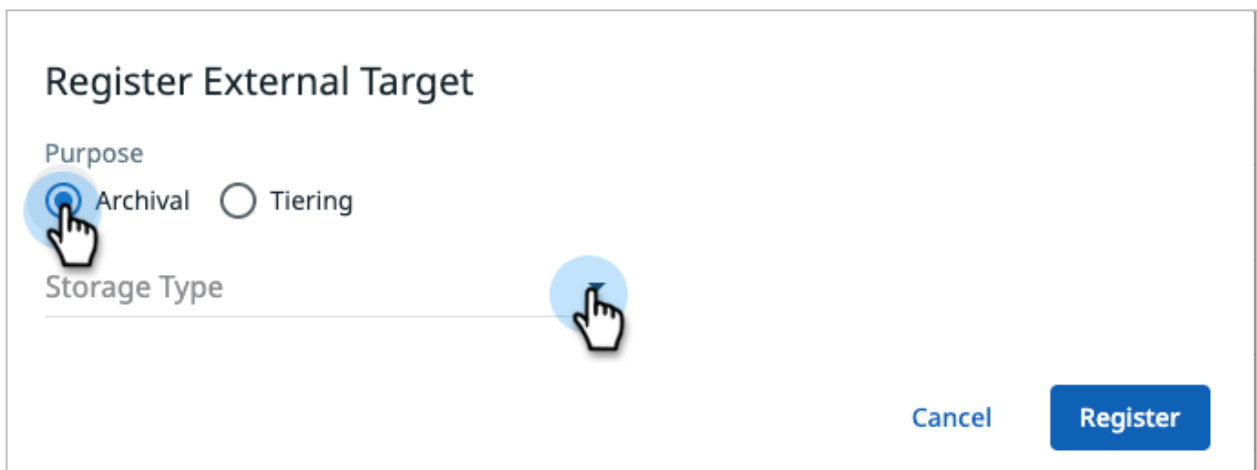 Register External Target
Purpose
Archival Tiering
Storage Type
Cancel Register